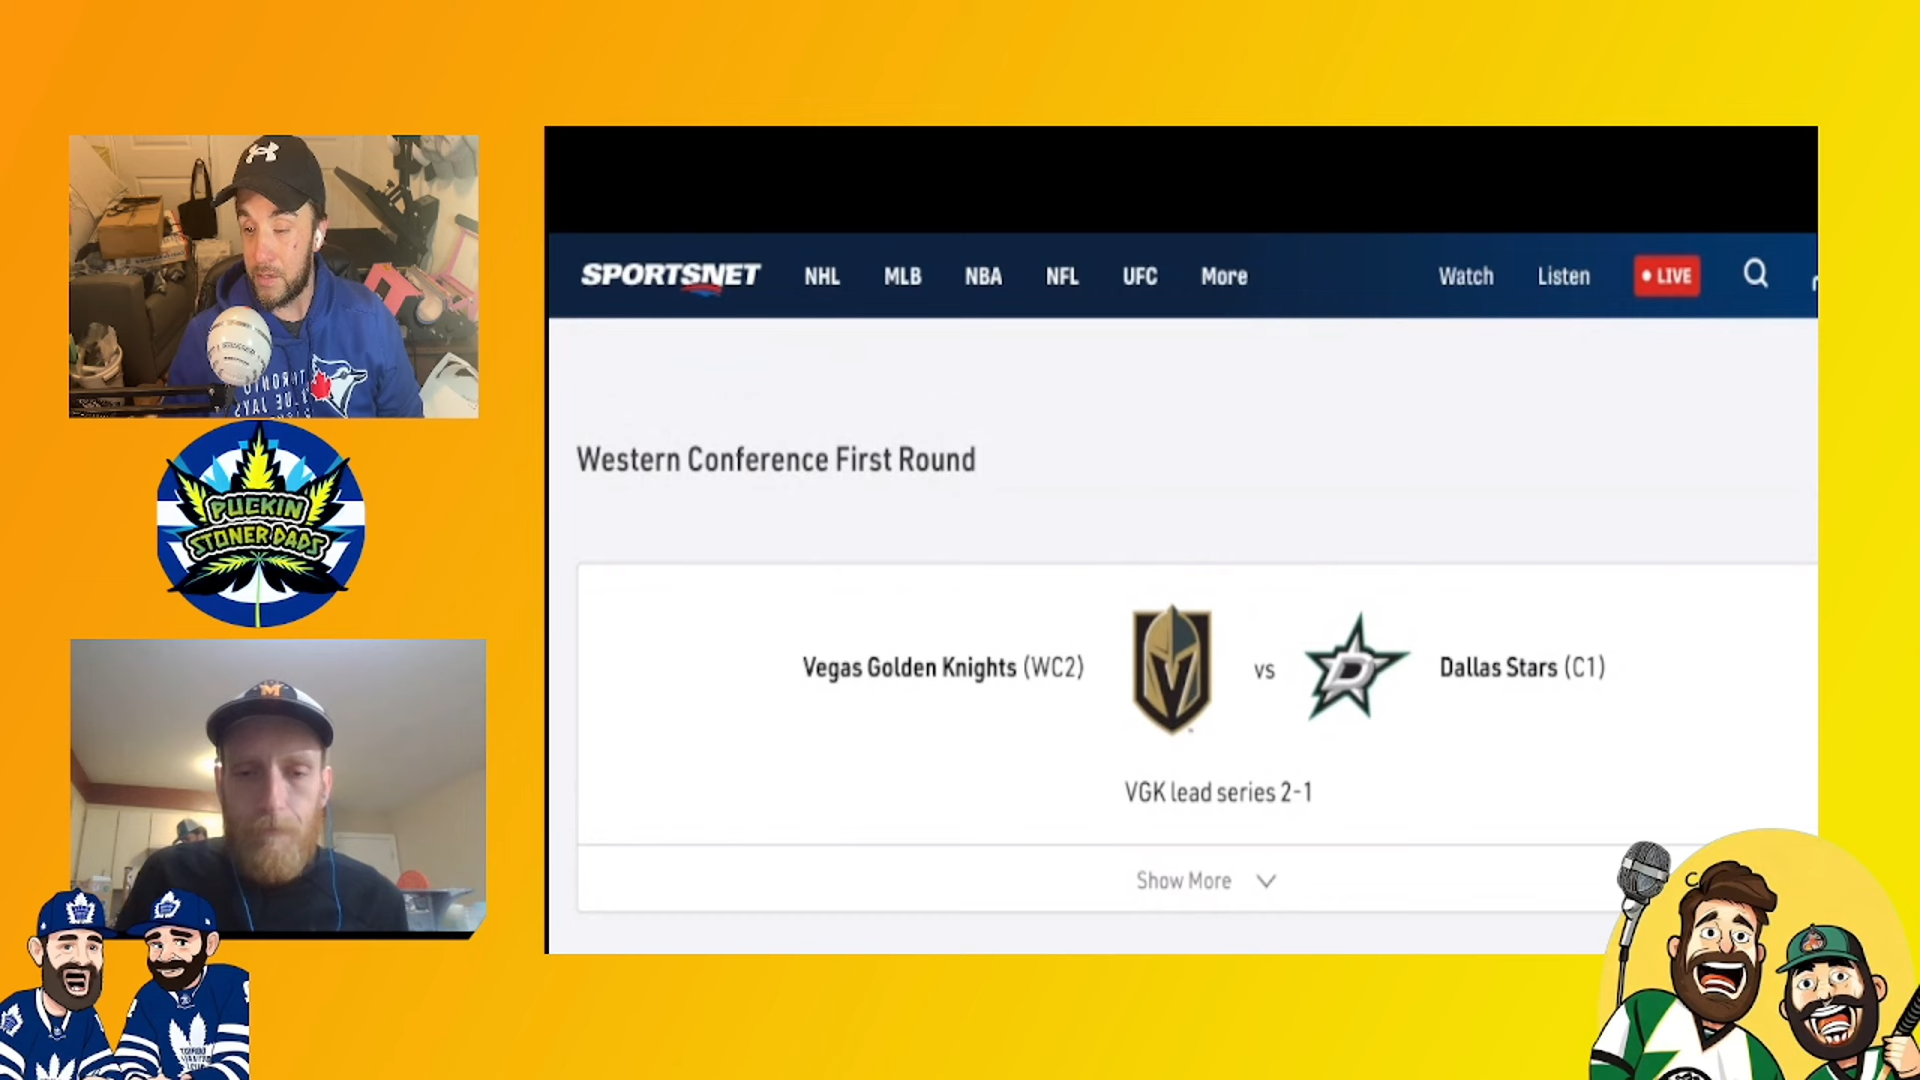 SPORTSNET NHL MLB NBA NFL UFC More Watch Listen LIVE
Western Conference First Round
Vegas Golden Knights (WC2) vs Dallas Stars (C1)
VGK lead series 2-1
Show More
PUCKIN
STONER DADS
M